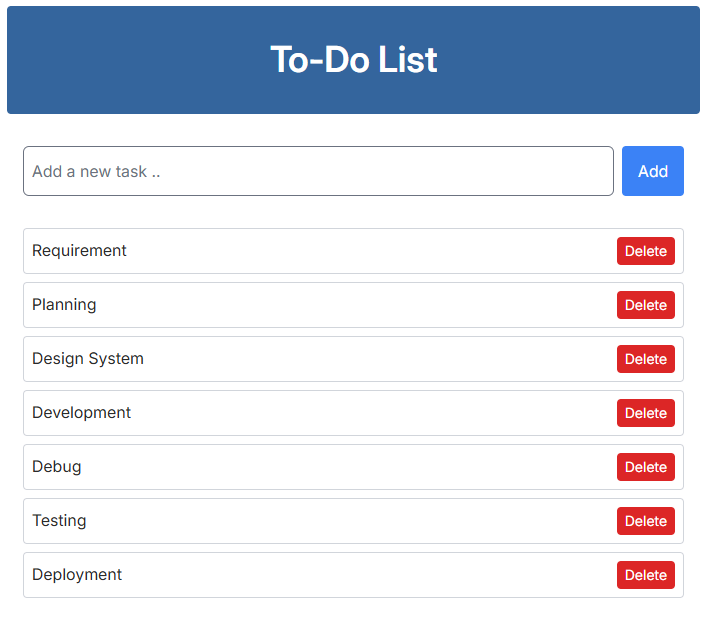 To-Do List
Add a new task ..
Add
Requirement
Delete
Planning
Delete
Design System
Delete
Development
Delete
Debug
Delete
Testing
Delete
Deployment
Delete